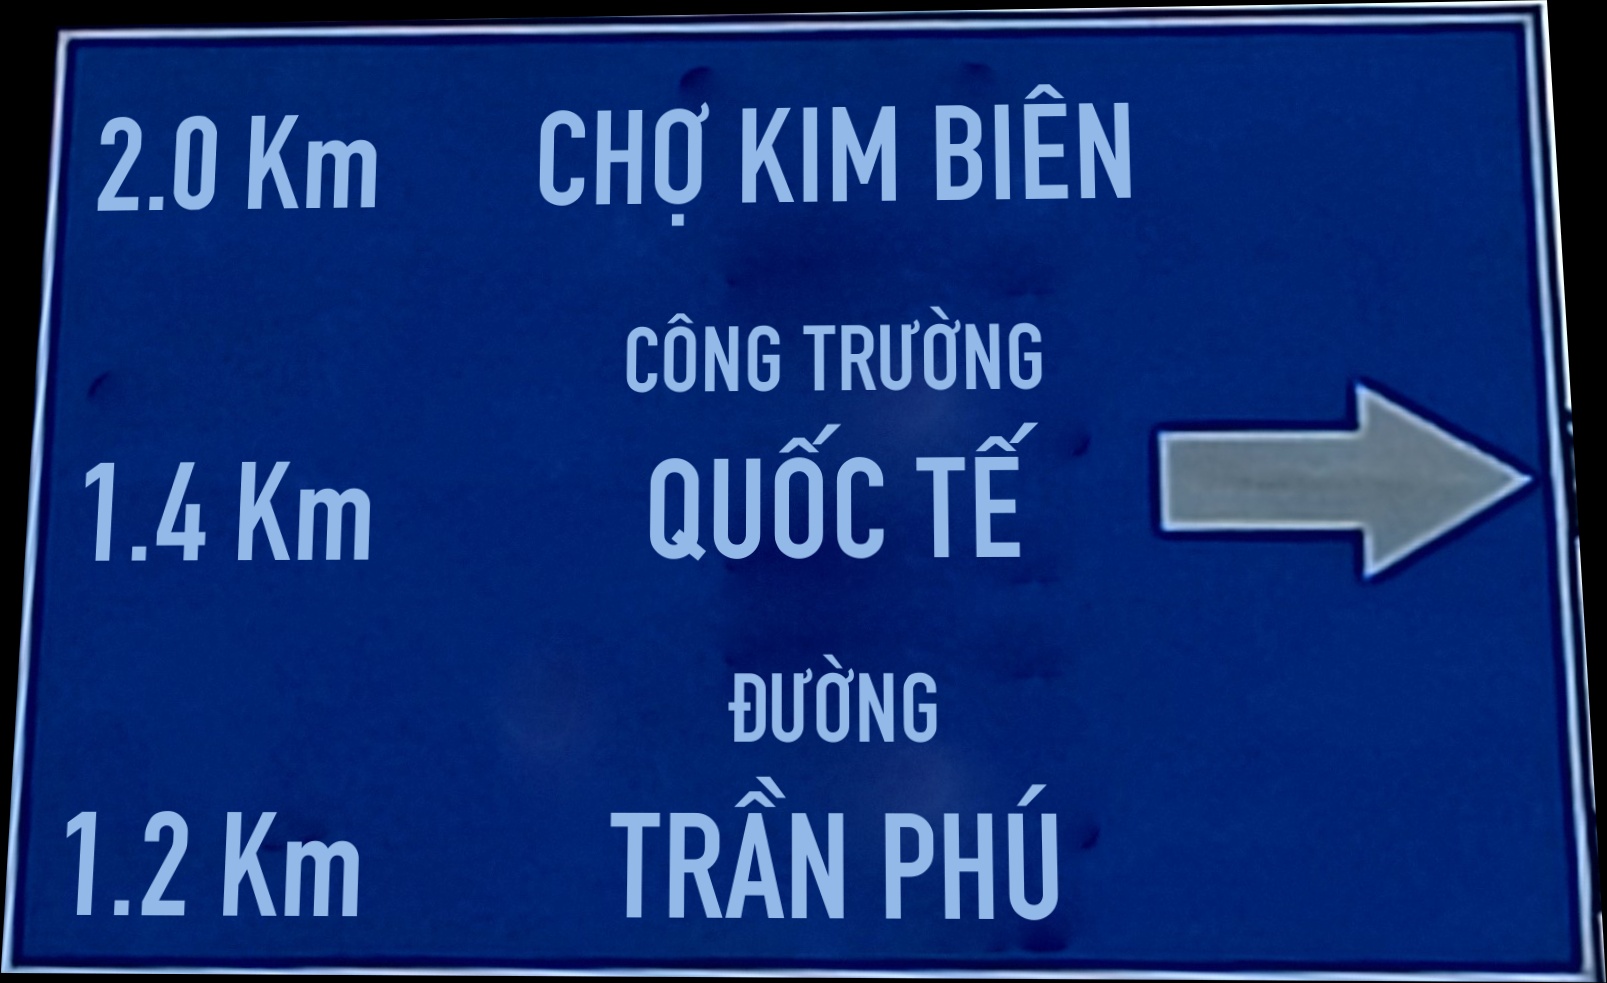 2.0 Km CHỢ KIM BIÊN
CÔNG TRƯỜNG
1.4 Km QUỐC TẾ
ĐƯỜNG
1.2 Km TRẦN PHÚ